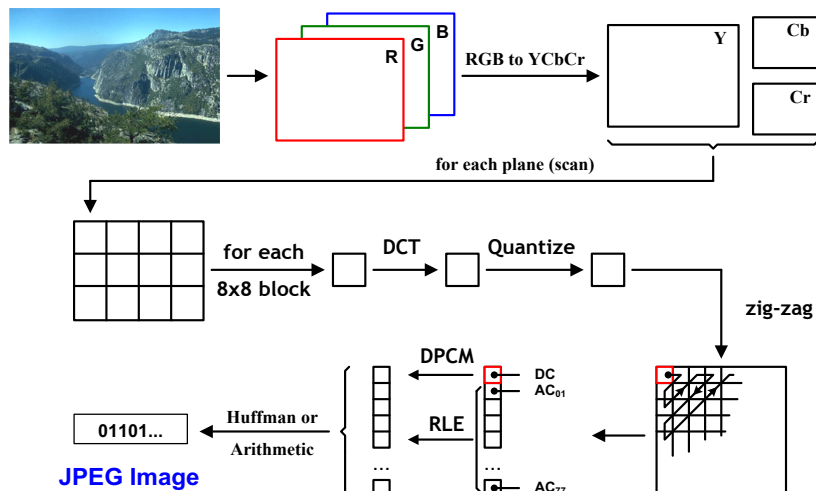 R
G
B
RGB to YCbCr
Y
Cb
Cr
for each plane (scan)
for each
8x8 block
DCT
Quantize
zig-zag
DPCM
DC
AC01
RLE
Huffman or
Arithmetic
01101...
JPEG Image
...
...
AC77